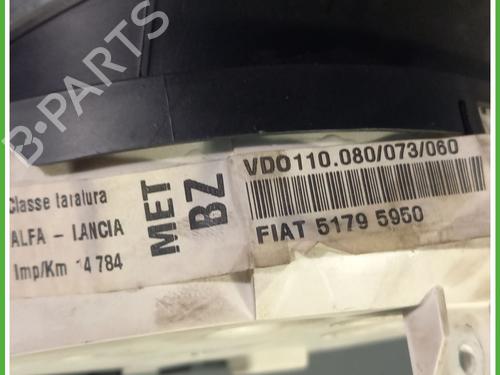 B-PARTS
Classe taratura
ALFA - LANCIA
Imp/Km 14 784
MET
BZ
VDO110.080/073/060
FIAT 5179 5950